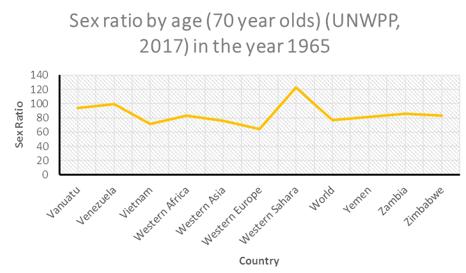 Sex ratio by age (70 year olds) (UNWPP,
2017) in the year 1965
140
120
100
80
60
40
20
0
Sex Ratio
Vanuatu
Venezuela
Vietnam
Western Africa
Western Asia
Western Europe
Western Sahara
World
Yemen
Zambia
Zimbabwe
Country